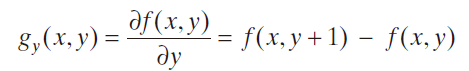 g_y(x, y) = ∂f(x, y)/∂y = f(x, y + 1) − f(x, y)